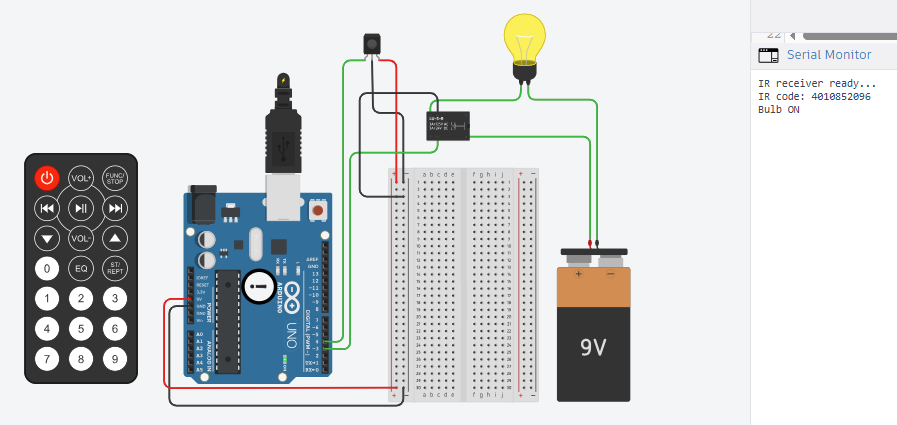 22
Serial Monitor
IR receiver ready...
IR code: 4010852096
Bulb ON
VOL+
FUNC/
STOP
VOL-
0
EQ
ST/
REPT
1
2
3
4
5
6
7
8
9
IOREF
RESET
3.3V
5V
GND
GND
Vin
POWER
A0
A1
A2
A3
A4
A5
ANALOG IN
AREF
GND
13
12
~11
~10
~9
8
7
~6
~5
4
~3
2
TX→1
RX←0
DIGITAL (PWM~)
TX
RX
L
ARDUINO
UNO
i
+ -
a b c d e
f g h i j
+ -
+ -
a b c d e
f g h i j
+ -
+ -
9V